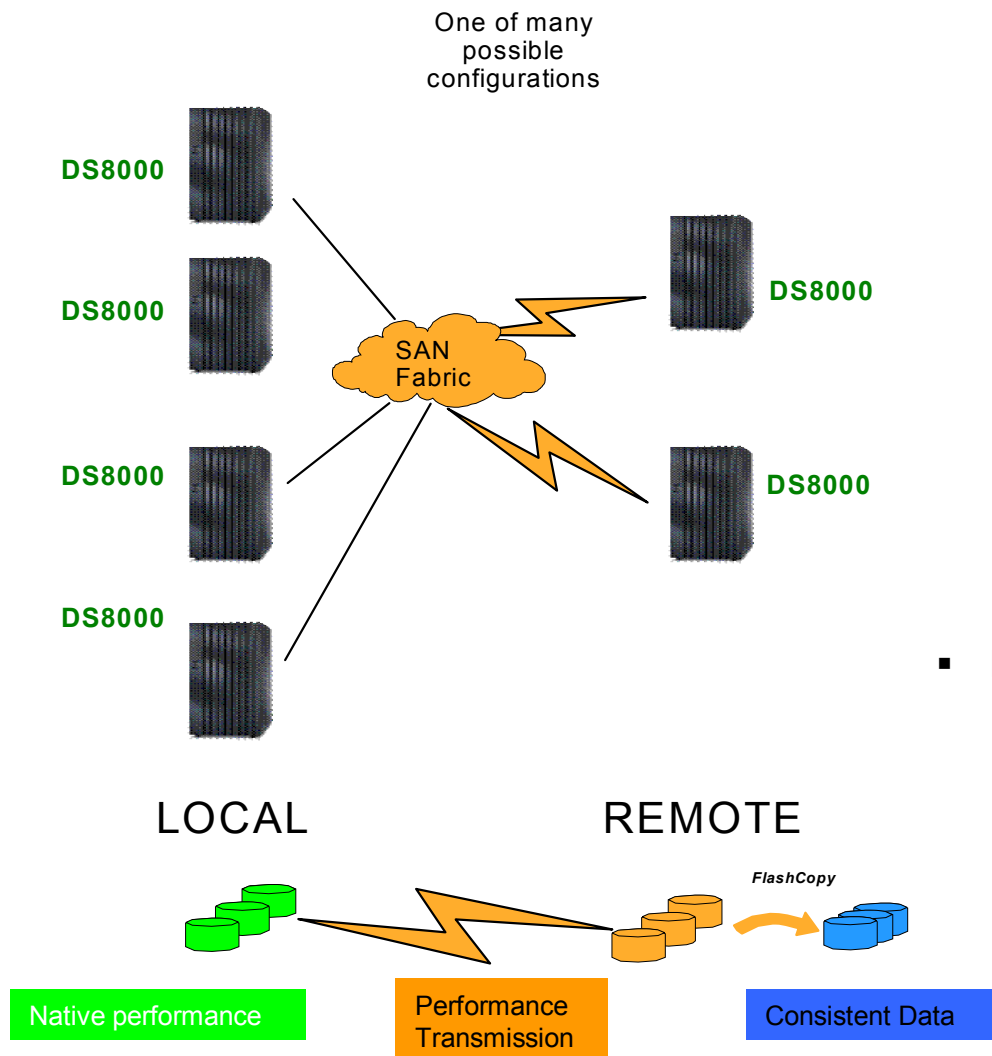 One of many
possible
configurations
DS8000
DS8000
DS8000
SAN
Fabric
DS8000
DS8000
DS8000
LOCAL
REMOTE
FlashCopy
Native performance
Performance
Transmission
Consistent Data